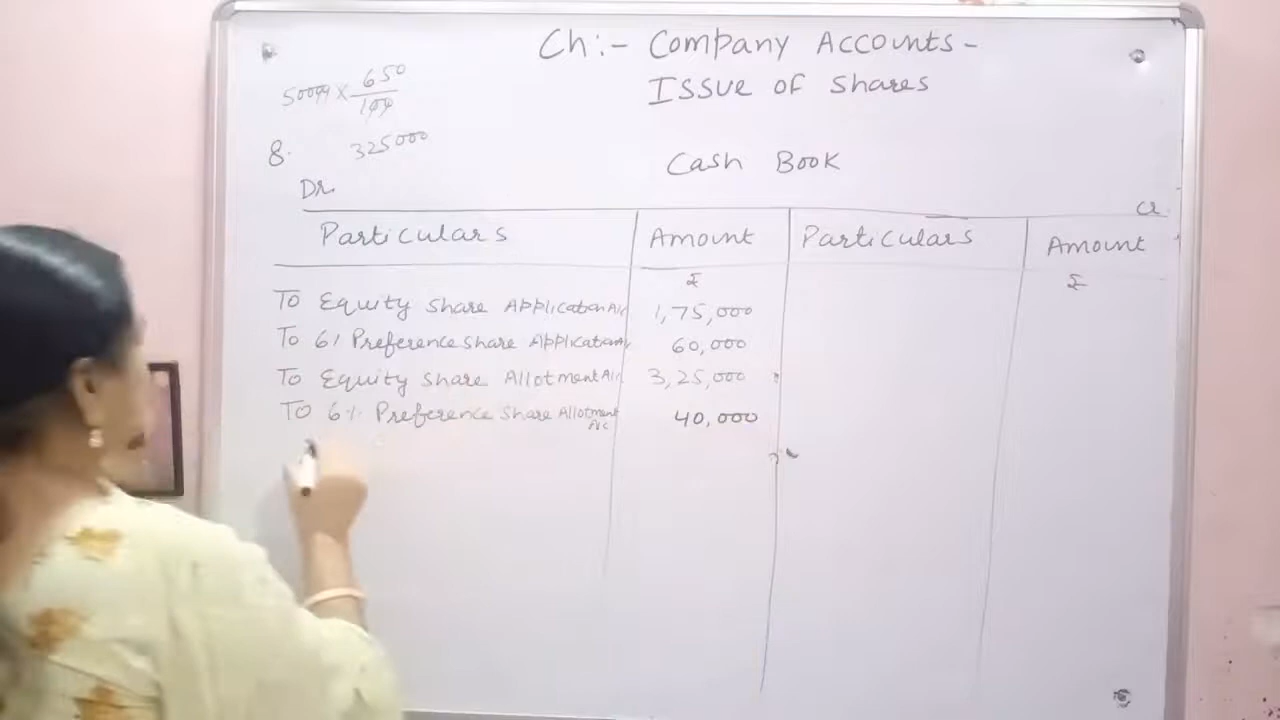 Ch:- Company Accounts-
Issue of Shares
50000 x 650/100
8. 325000
Cash Book
Dr. Cr.
Particulars Amount Particulars Amount
₹ ₹
To Equity Share Application A/c 1,75,000
To 6% Preference Share Application A/c 60,000
To Equity Share Allotment A/c 3,25,000
To 6% Preference Share Allotment A/c 40,000